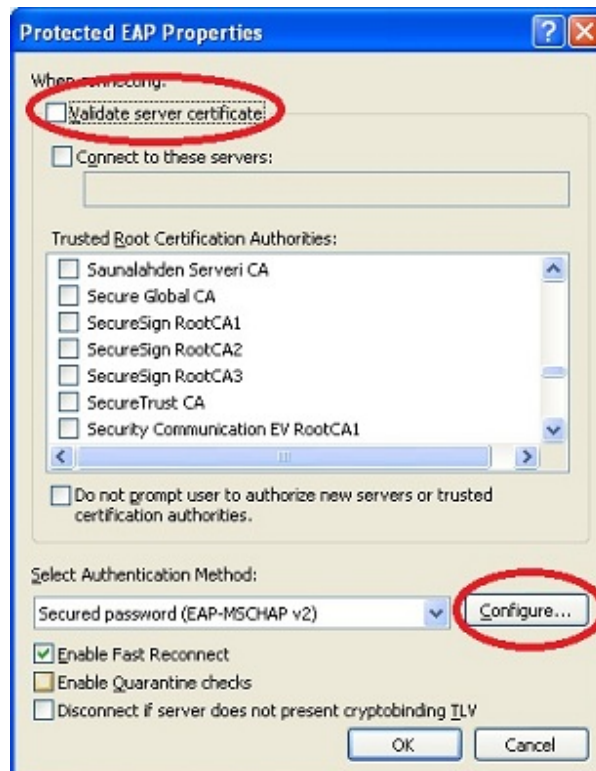 Protected EAP Properties
When connecting:
Validate server certificate
Connect to these servers:
Trusted Root Certification Authorities:
Saunalahden Serveri CA
Secure Global CA
SecureSign RootCA1
SecureSign RootCA2
SecureSign RootCA3
SecureTrust CA
Security Communication EV RootCA1
Do not prompt user to authorize new servers or trusted
certification authorities.
Select Authentication Method:
Secured password (EAP-MSCHAP v2)
Configure...
Enable Fast Reconnect
Enable Quarantine checks
Disconnect if server does not present cryptobinding TLV
OK Cancel